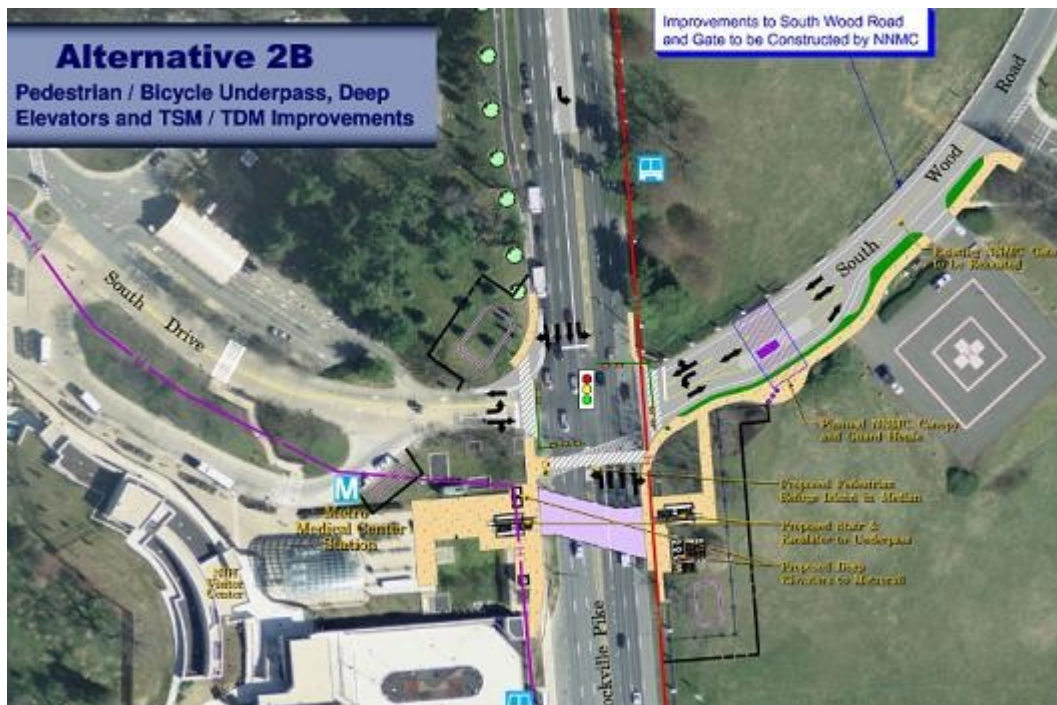 Alternative 2B
Pedestrian / Bicycle Underpass, Deep
Elevators and TSM / TDM Improvements
Improvements to South Wood Road
and Gate to be Constructed by NNMC
Road
Wood
South
Existing NNMC Gate
to be Relocated
South
Drive
Planned NNMC Canopy
and Guard House
M
Metro
Medical Center
Station
Proposed Pedestrian
Refuge Island in Median
Proposed Stair &
Escalator to Underpass
Proposed Deep
Elevators to Metrorail
NIH
Visitor
Center
ockville Pike